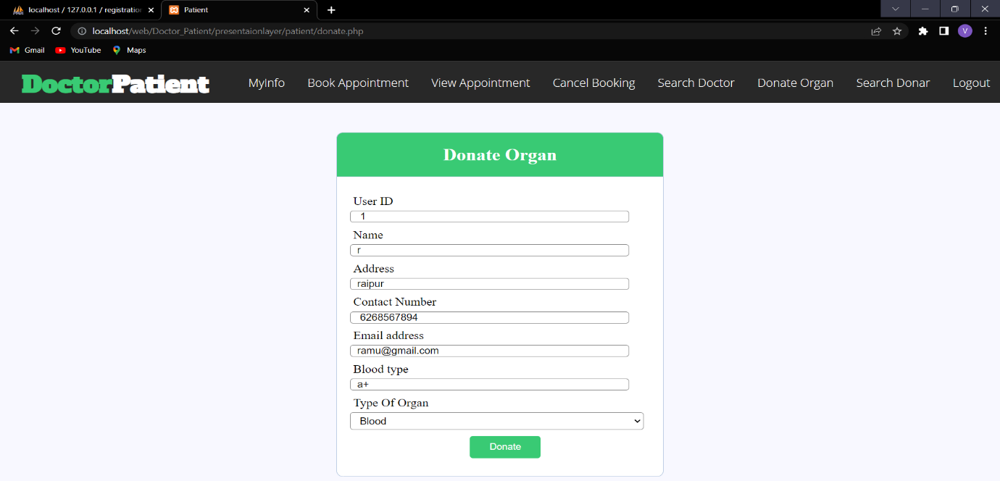 localhost / 127.0.0.1 / registration
Patient
localhost/web/Doctor_Patient/presentaionlayer/patient/donate.php
V
Gmail YouTube Maps
DoctorPatient MyInfo Book Appointment View Appointment Cancel Booking Search Doctor Donate Organ Search Donar Logout
Donate Organ
User ID
1
Name
r
Address
raipur
Contact Number
6268567894
Email address
ramu@gmail.com
Blood type
a+
Type Of Organ
Blood
Donate